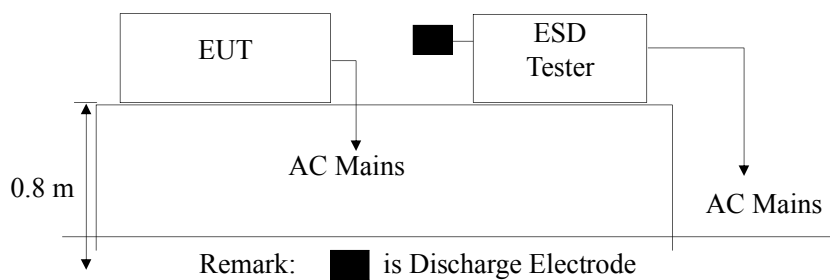 EUT
ESD
Tester
AC Mains
0.8 m
AC Mains
Remark: is Discharge Electrode